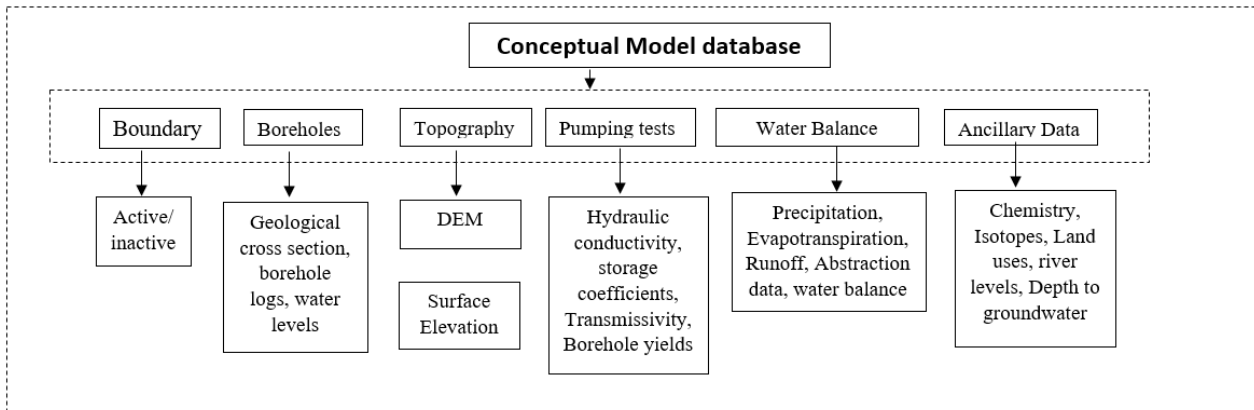 Conceptual Model database
Boundary
Boreholes
Topography
Pumping tests
Water Balance
Ancillary Data
Active/
inactive
Geological
cross section,
borehole
logs, water
levels
DEM
Surface
Elevation
Hydraulic
conductivity,
storage
coefficients,
Transmissivity,
Borehole yields
Precipitation,
Evapotranspiration,
Runoff, Abstraction
data, water balance
Chemistry,
Isotopes, Land
uses, river
levels, Depth to
groundwater